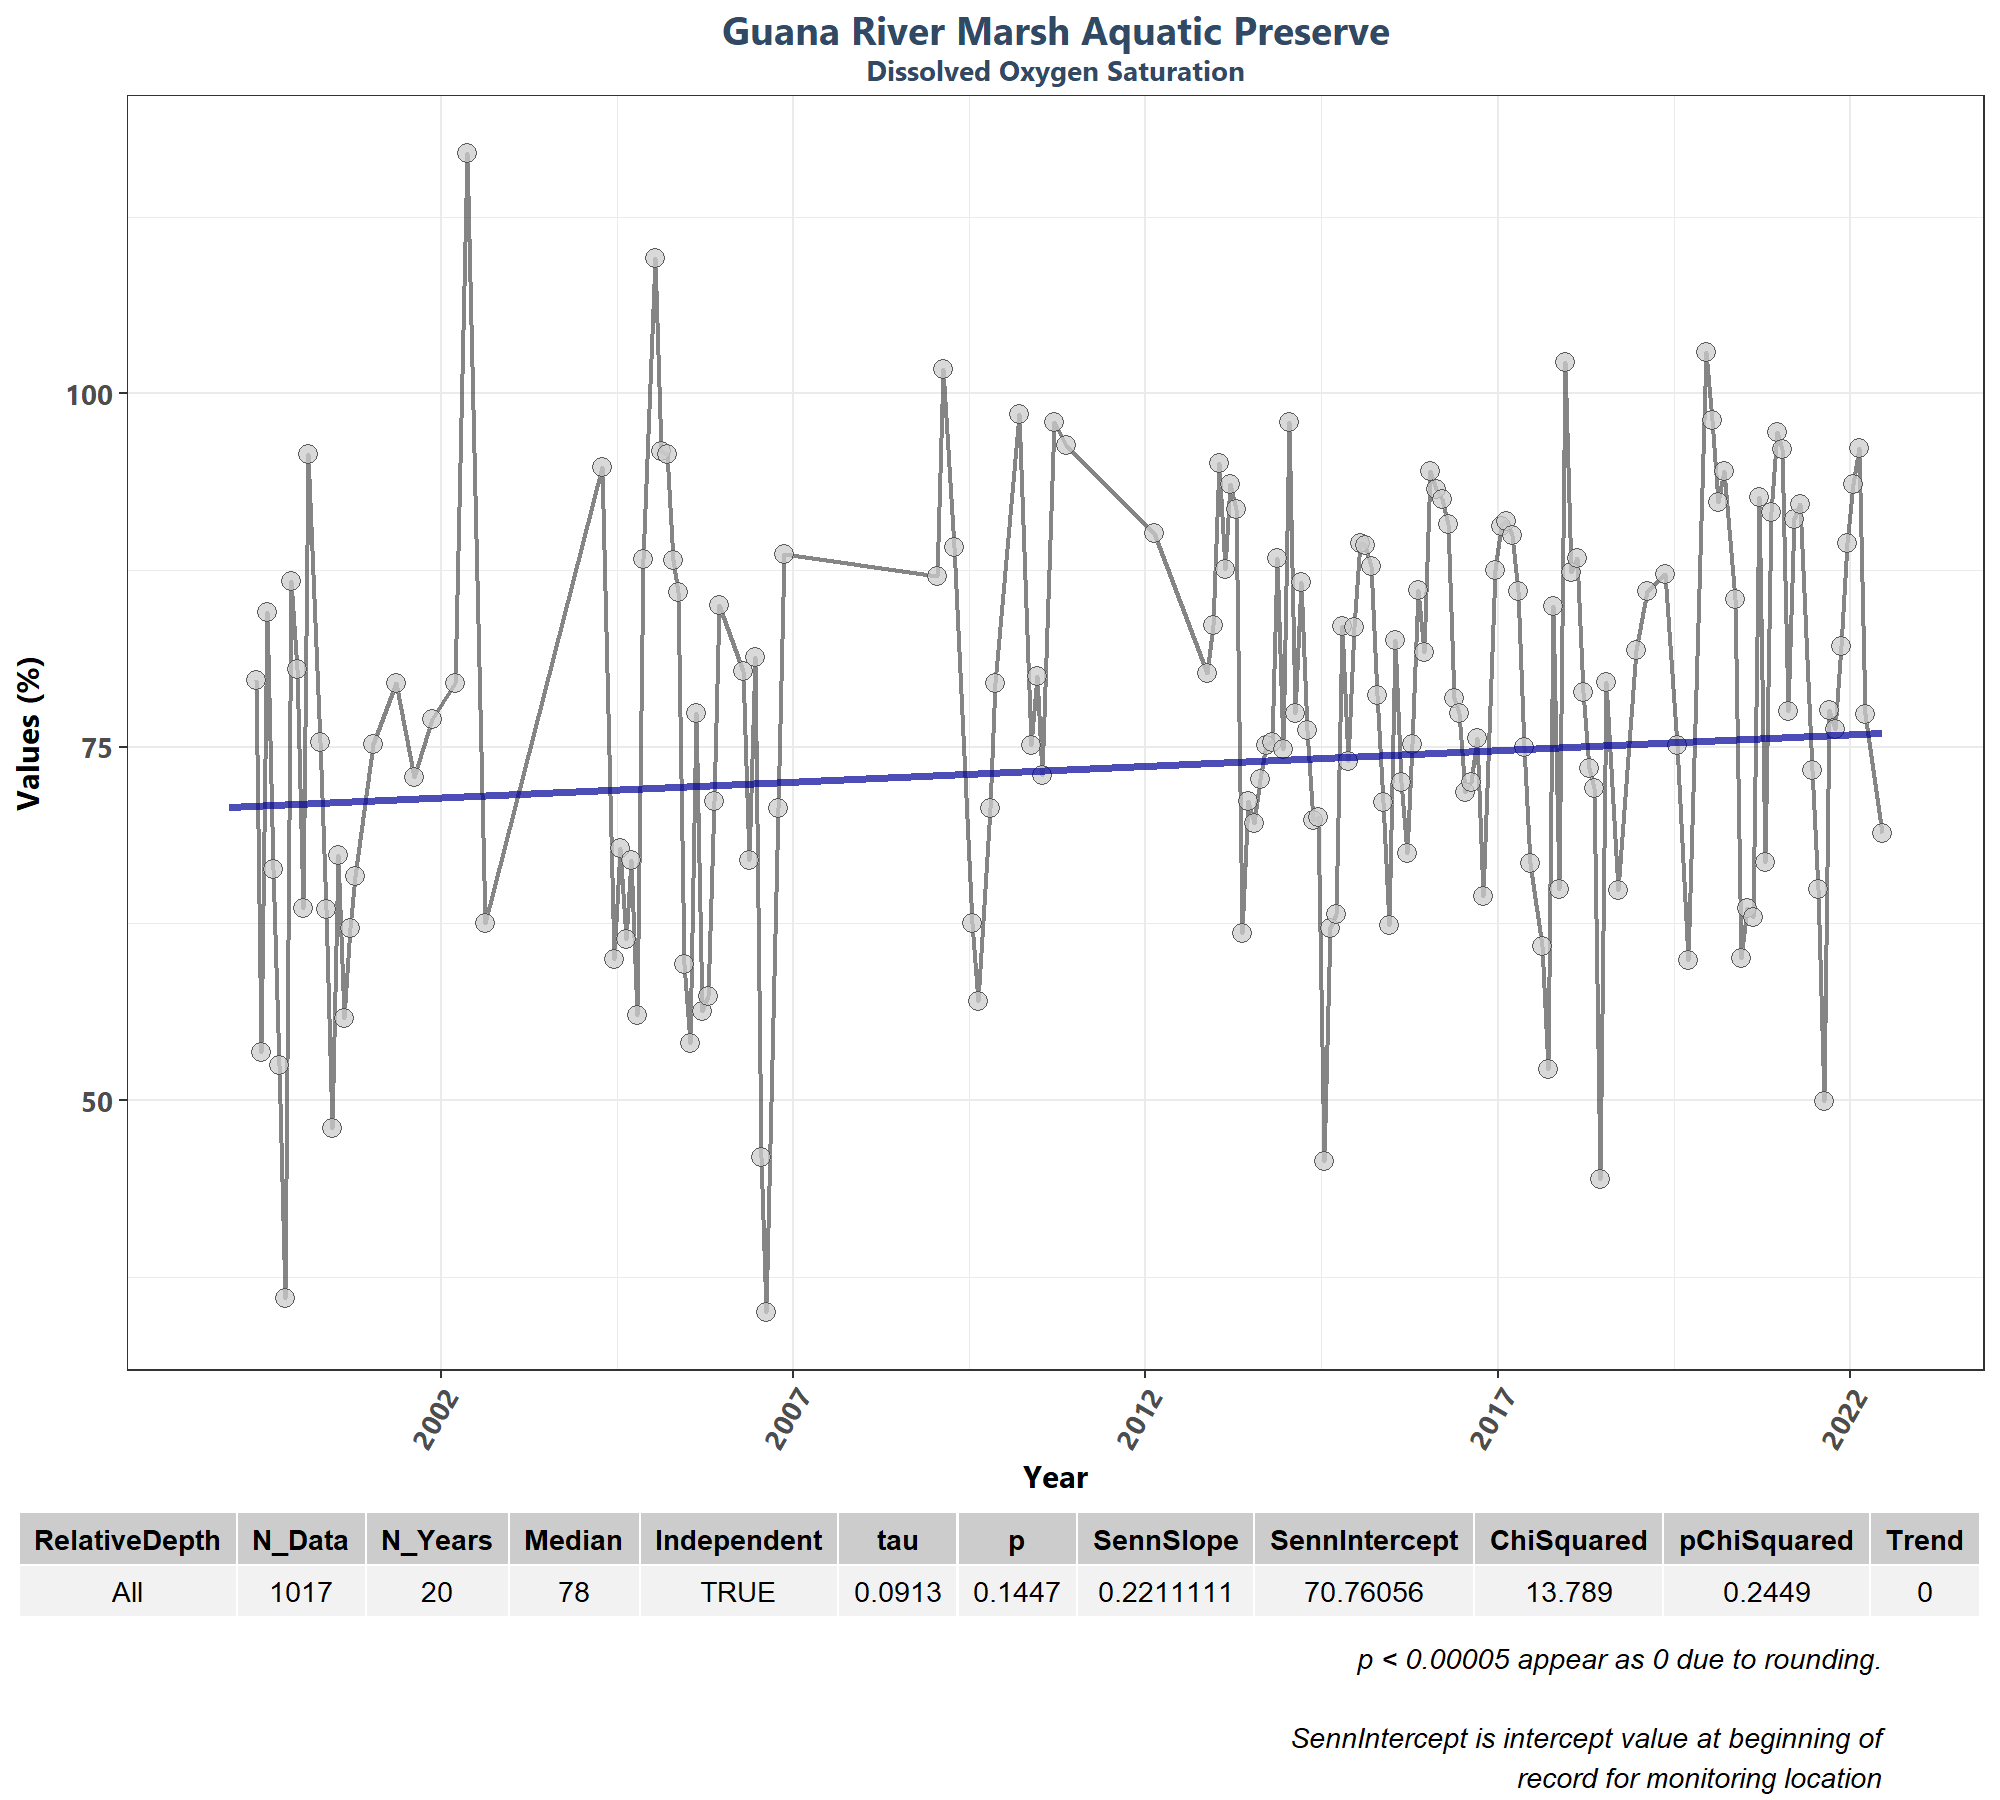 Guana River Marsh Aquatic Preserve
Dissolved Oxygen Saturation
Values (%)
100
75
50
2002 2007 2012 2017 2022
Year
RelativeDepth N_Data N_Years Median Independent tau p SennSlope SennIntercept ChiSquared pChiSquared Trend
All 1017 20 78 TRUE 0.0913 0.1447 0.2211111 70.76056 13.789 0.2449 0
p < 0.00005 appear as 0 due to rounding.
SennIntercept is intercept value at beginning of
record for monitoring location